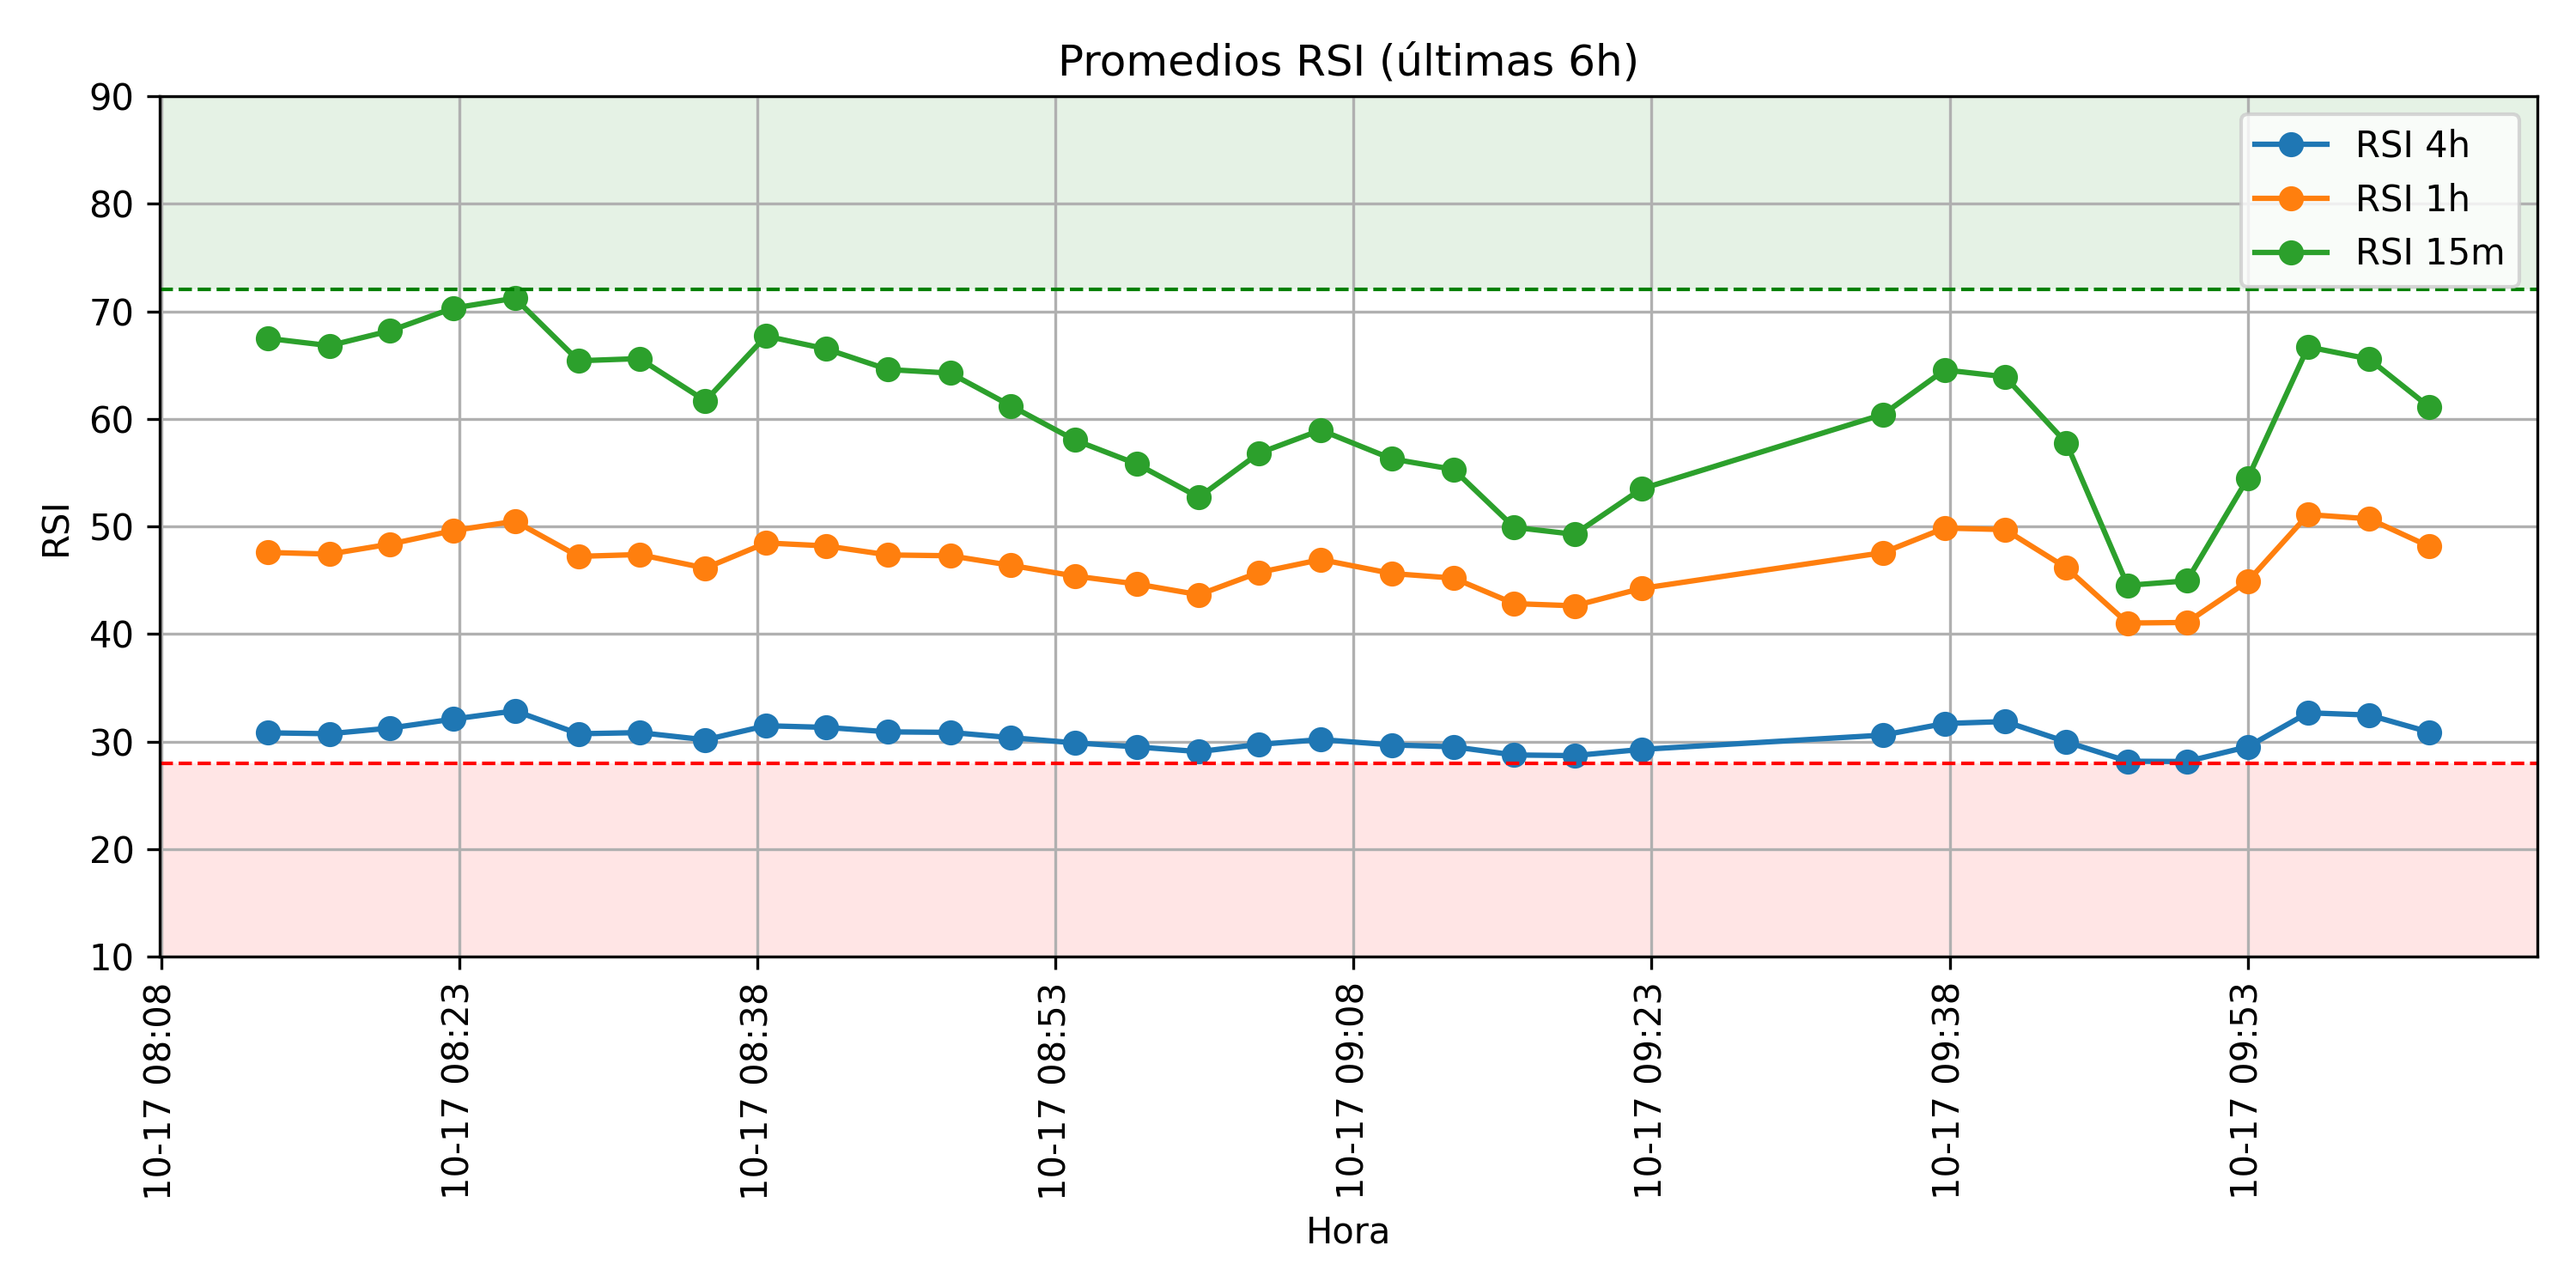 Promedios RSI (últimas 6h)
RSI
90
80
70
60
50
40
30
20
10
RSI 4h
RSI 1h
RSI 15m
10-17 08:08
10-17 08:23
10-17 08:38
10-17 08:53
10-17 09:08
10-17 09:23
10-17 09:38
10-17 09:53
Hora